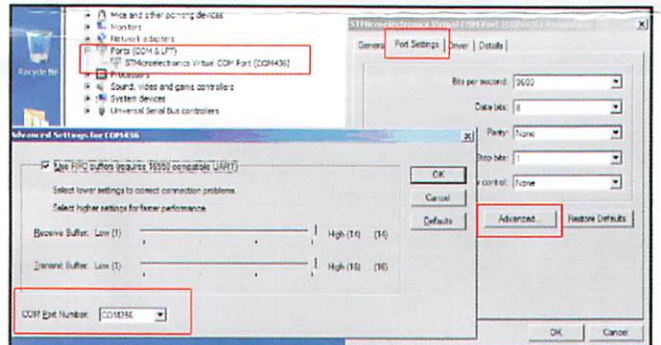 Mice and other pointing devices
Monitors
Network adapters
Ports (COM & LPT)
STMicroelectronics Virtual COM Port (COM436)
Processors
Sound, video and game controllers
System devices
Universal Serial Bus controllers
Recycle Bin
STMicroelectronics Virtual COM Port
General
Port Settings
Driver
Details
Bits per second: 9600
Data bits: 8
Parity: None
Stop bits: 1
control: None
Advanced...
Restore Defaults
OK
Cancel
Advanced Settings for COM436
Use FIFO buffers (requires 16550 compatible UART)
Select lower settings to correct connection problems.
Select higher settings for faster performance.
Receive Buffer: Low (1) High (14) (14)
Transmit Buffer: Low (1) High (16) (16)
COM Port Number: COM256
OK
Cancel
Defaults